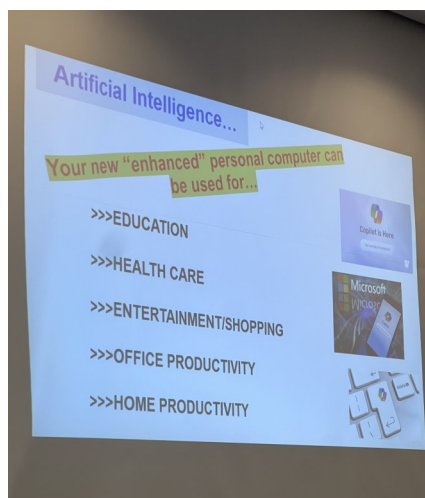 Artificial Intelligence...
Your new “enhanced” personal computer can
be used for...
>>>EDUCATION
>>>HEALTH CARE
>>>ENTERTAINMENT/SHOPPING
>>>OFFICE PRODUCTIVITY
>>>HOME PRODUCTIVITY
Copilot is Here
Microsoft